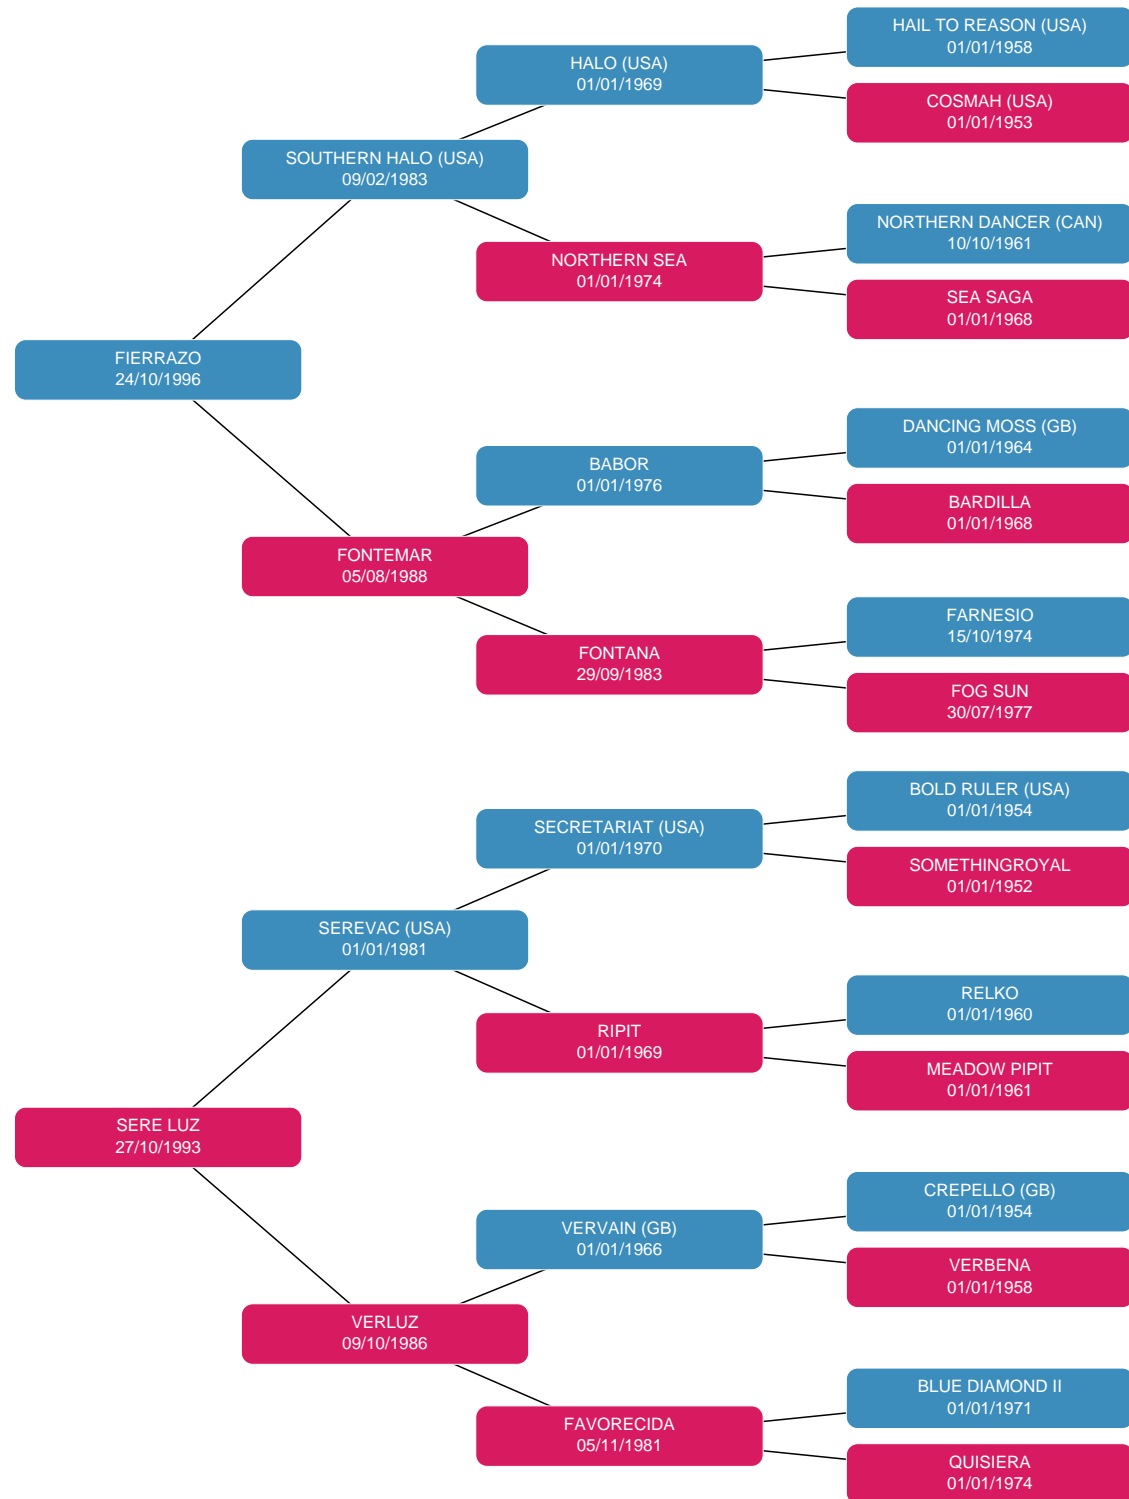 HAIL TO REASON (USA)
01/01/1958
HALO (USA)
01/01/1969
COSMAH (USA)
01/01/1953
SOUTHERN HALO (USA)
09/02/1983
NORTHERN DANCER (CAN)
10/10/1961
NORTHERN SEA
01/01/1974
SEA SAGA
01/01/1968
FIERRAZO
24/10/1996
DANCING MOSS (GB)
01/01/1964
BABOR
01/01/1976
BARDILLA
01/01/1968
FONTEMAR
05/08/1988
FARNESIO
15/10/1974
FONTANA
29/09/1983
FOG SUN
30/07/1977
BOLD RULER (USA)
01/01/1954
SECRETARIAT (USA)
01/01/1970
SOMETHINGROYAL
01/01/1952
SEREVAC (USA)
01/01/1981
RELKO
01/01/1960
RIPIT
01/01/1969
MEADOW PIPIT
01/01/1961
SERE LUZ
27/10/1993
CREPELLO (GB)
01/01/1954
VERVAIN (GB)
01/01/1966
VERBENA
01/01/1958
VERLUZ
09/10/1986
BLUE DIAMOND II
01/01/1971
FAVORECIDA
05/11/1981
QUISIERA
01/01/1974